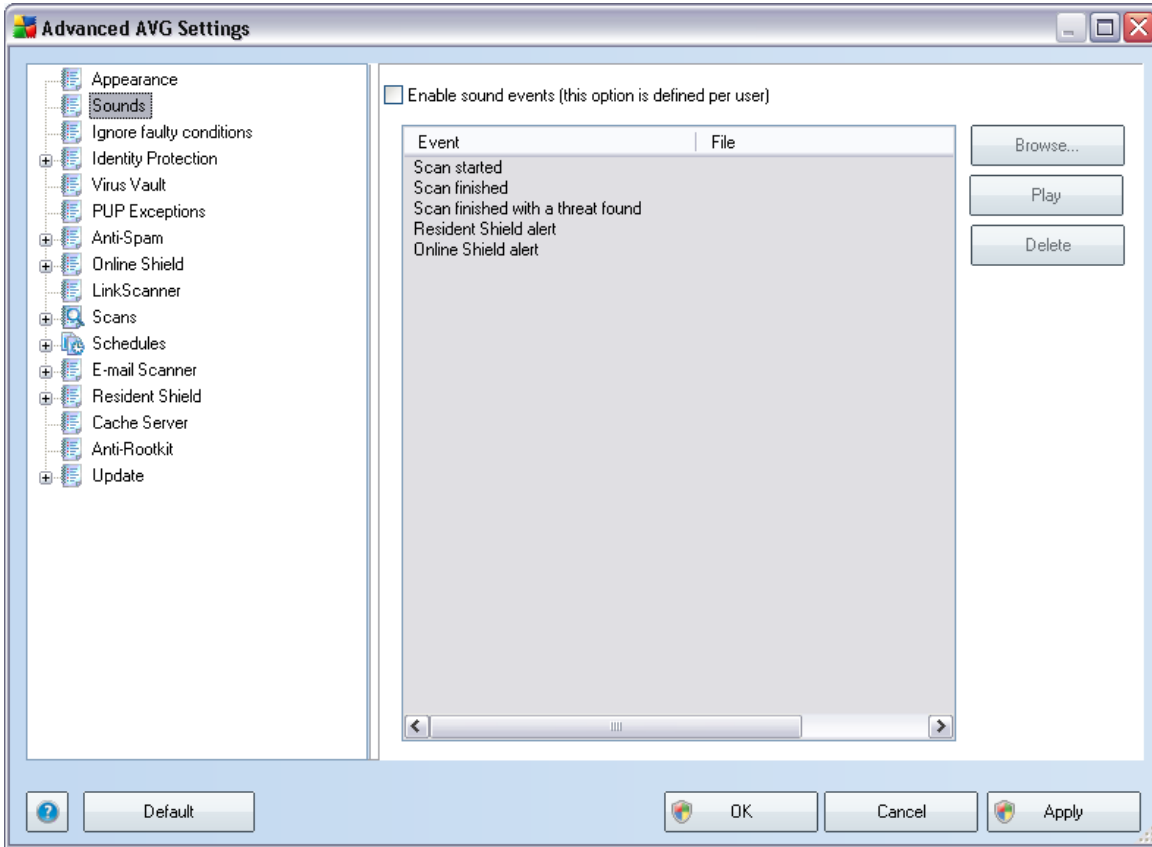 Advanced AVG Settings
Appearance
Sounds
Ignore faulty conditions
Identity Protection
Virus Vault
PUP Exceptions
Anti-Spam
Online Shield
LinkScanner
Scans
Schedules
E-mail Scanner
Resident Shield
Cache Server
Anti-Rootkit
Update
Enable sound events (this option is defined per user)
Event File
Scan started
Scan finished
Scan finished with a threat found
Resident Shield alert
Online Shield alert
Browse...
Play
Delete
Default
OK
Cancel
Apply